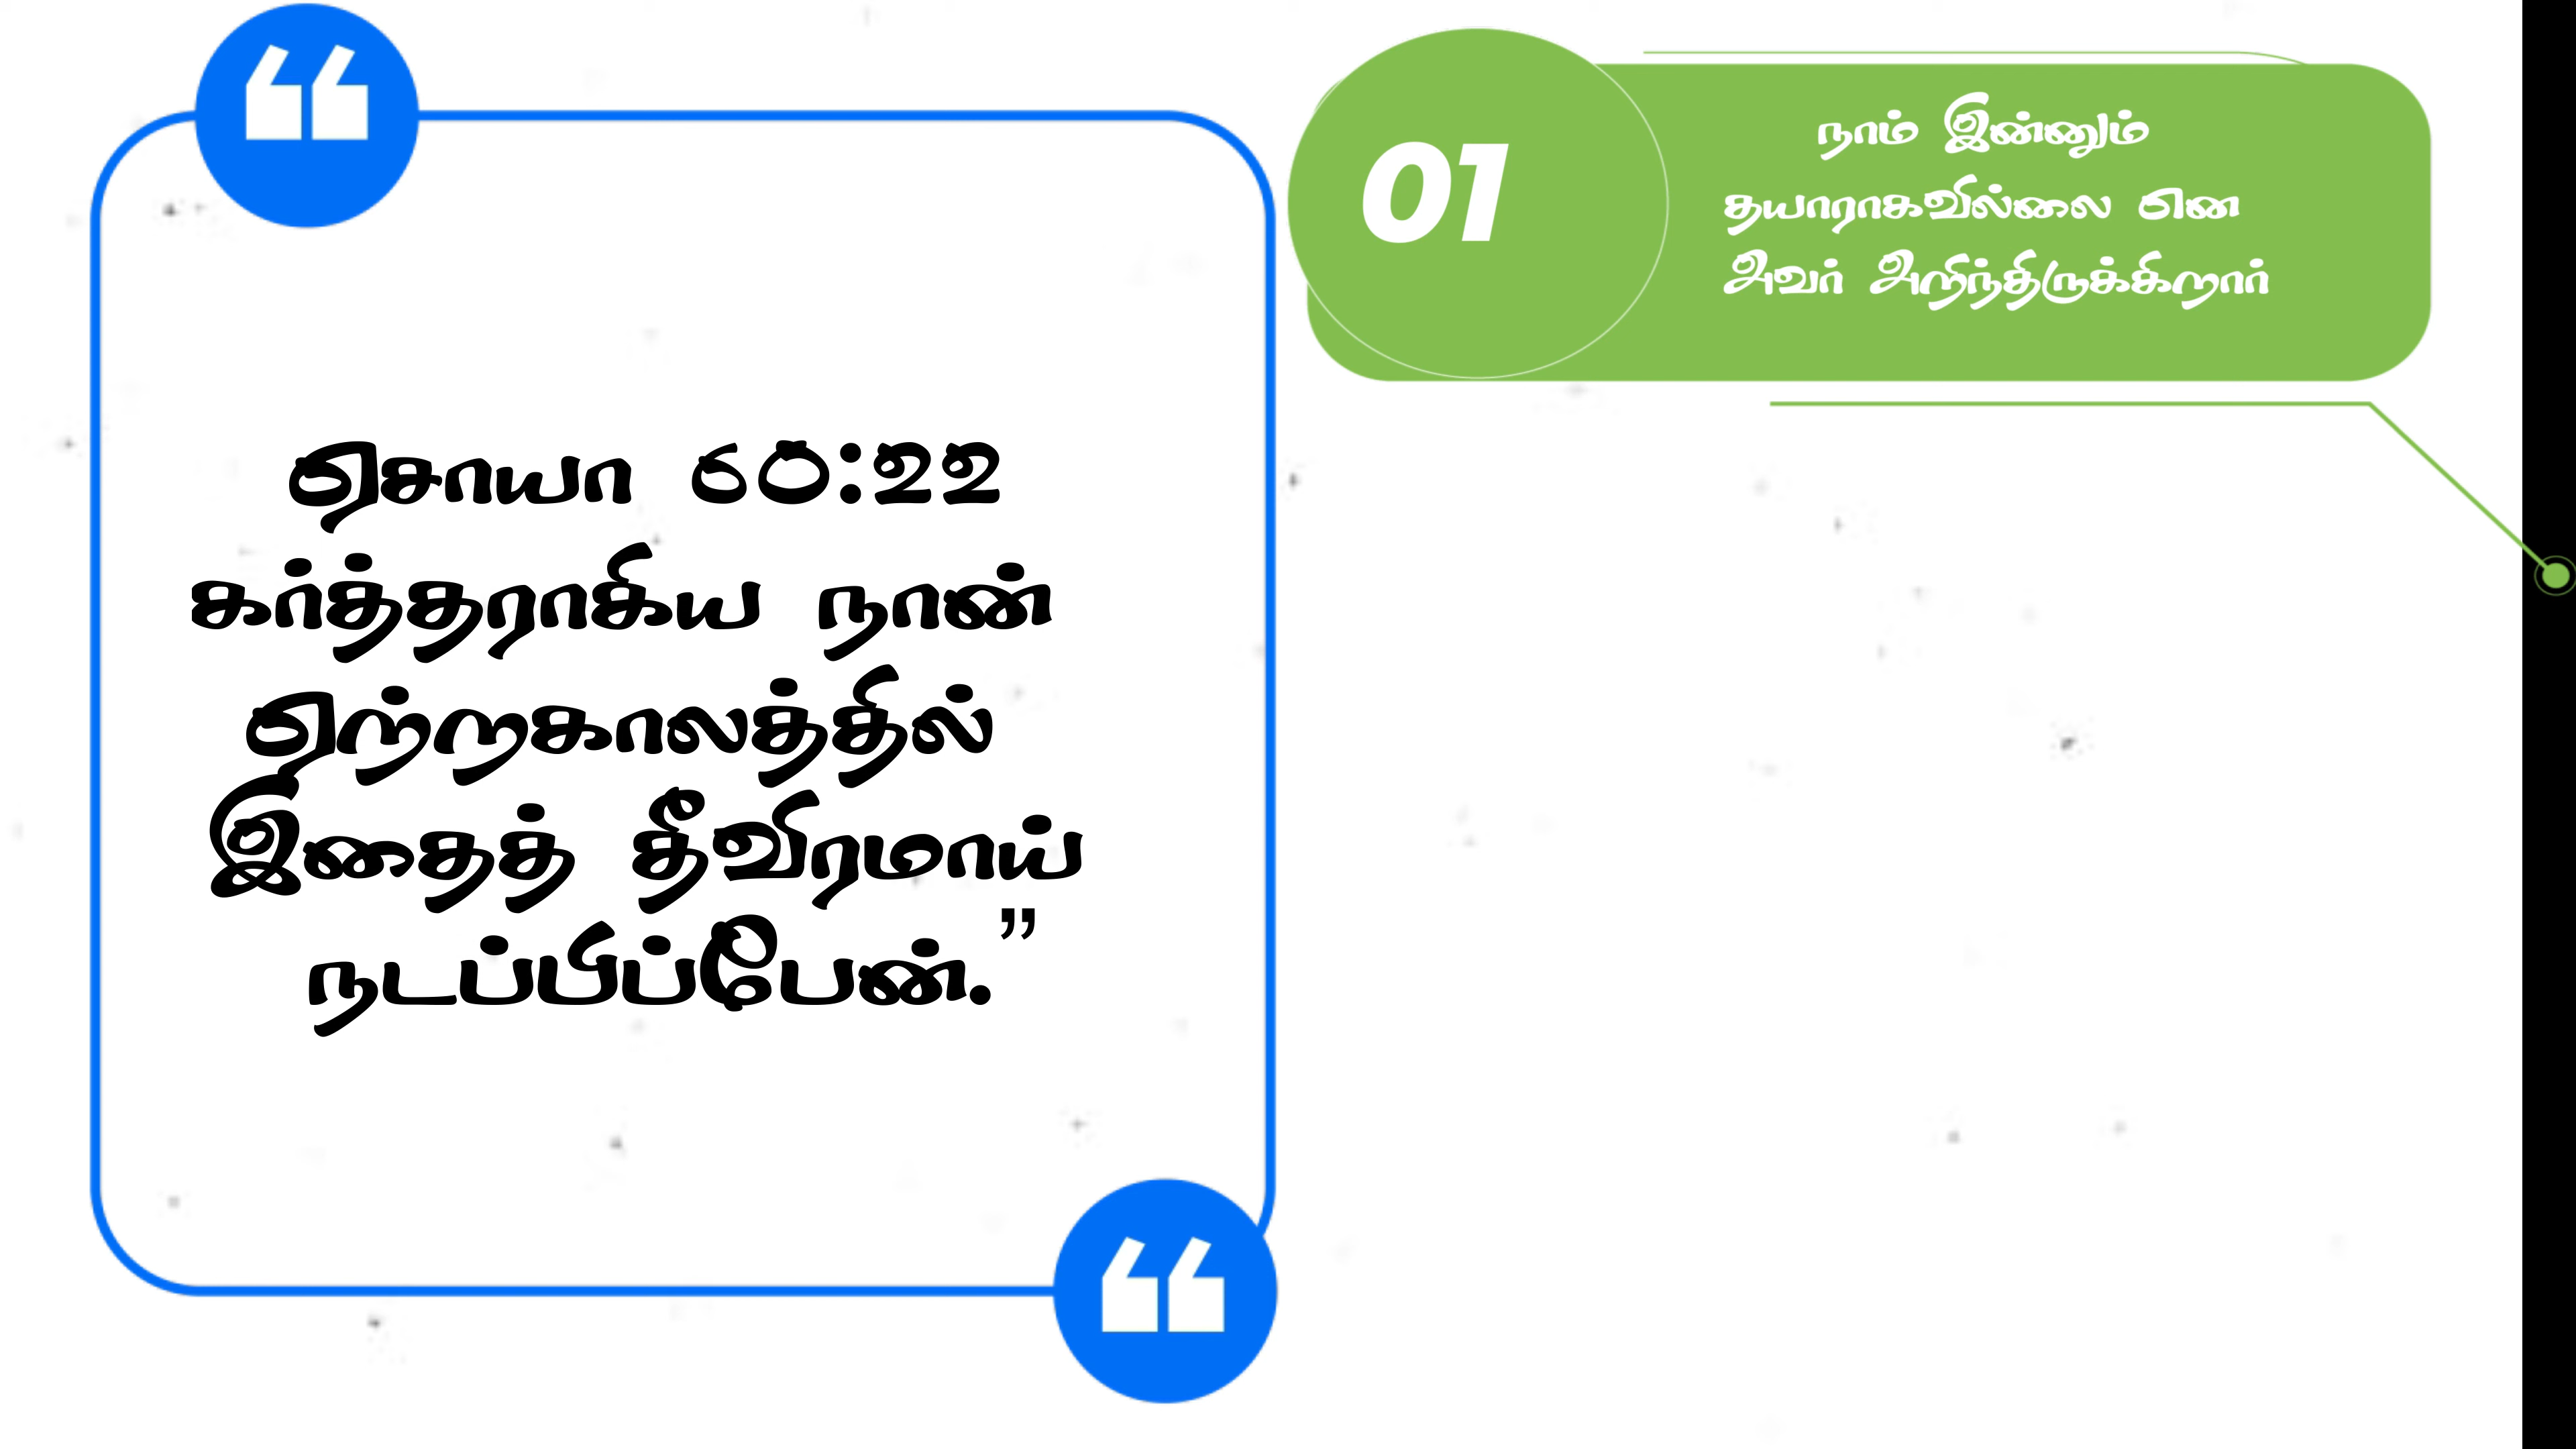 ஏசாயா 60:22
கர்த்தராகிய நான்
ஏற்றகாலத்தில்
இதைத் தீவிரமாய்
நடப்பிப்பேன்.”
01
நாம் இன்னும்
தயாராகவில்லை என
அவர் அறிந்திருக்கிறார்